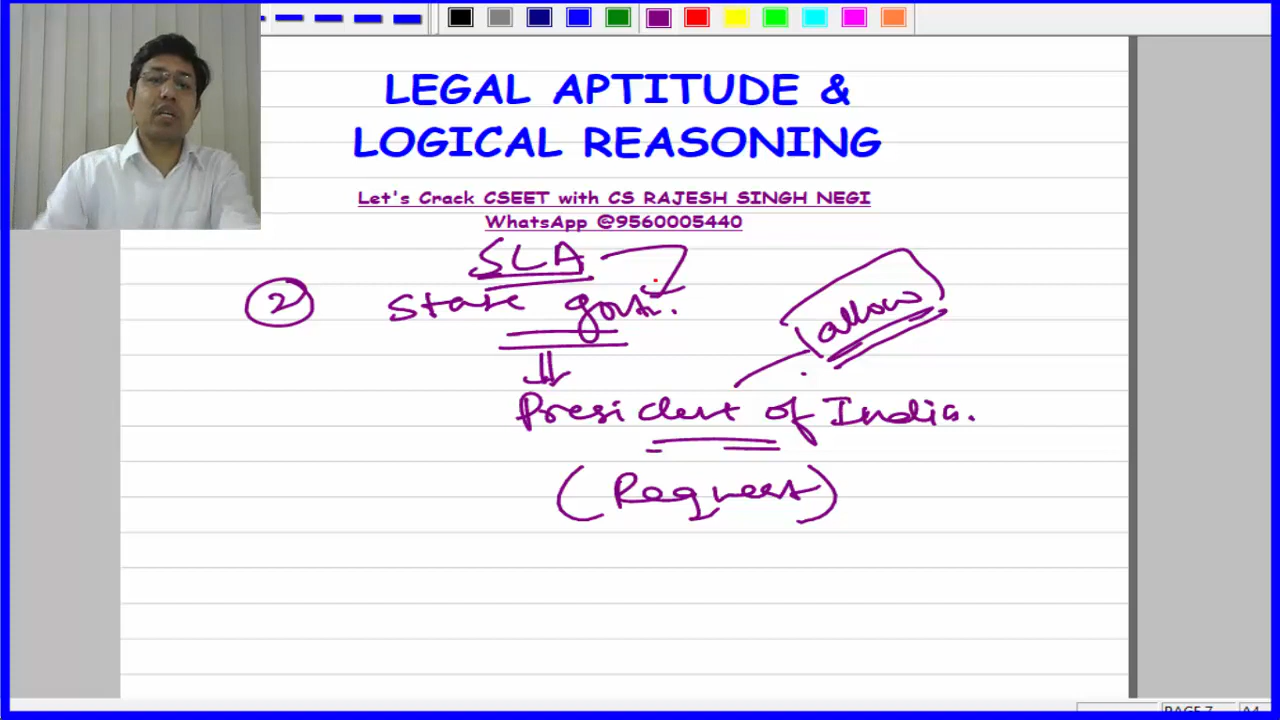 LEGAL APTITUDE &
LOGICAL REASONING
Let's Crack CSEET with CS RAJESH SINGH NEGI
WhatsApp @9560005440
SLA
2 State govt.
allow
President of India.
(Request)